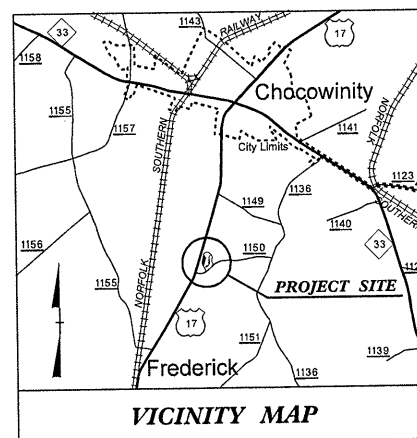 1143
RAILWAY
33
17
1158
Chocowinity
1155
SOUTHERN
NORFOLK
1157
1141
City Limits
1136
1123
SOUTHERN
1149
1140
1156
1150
33
1155
NORFOLK
PROJECT SITE
17
1151
1139
Frederick
1136
VICINITY MAP